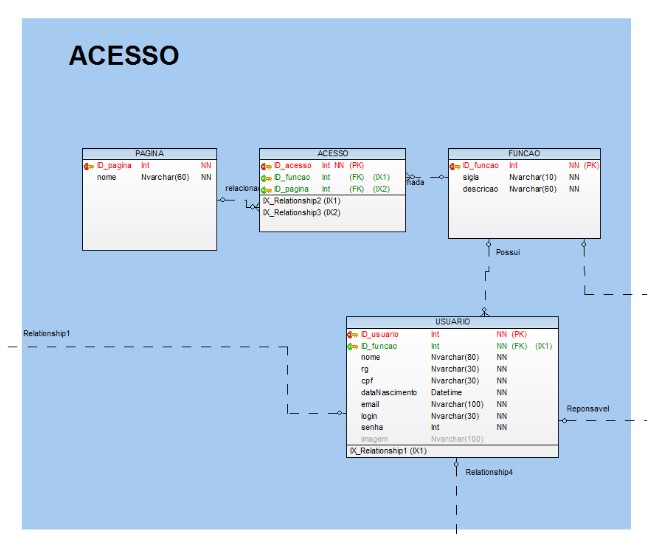 ACESSO
PAGINA
ID_pagina Int NN
nome Nvarchar(60) NN
ACESSO
ID_acesso Int NN (PK)
ID_funcao Int (FK) (IX1)
ID_pagina Int (FK) (IX2)
IX_Relationship2 (IX1)
IX_Relationship3 (IX2)
FUNCAO
ID_funcao Int NN (PK)
sigla Nvarchar(10) NN
descricao Nvarchar(60) NN
Possui
Relationship1
USUARIO
ID_usuario Int NN (PK)
ID_funcao Int NN (FK) (IX1)
nome Nvarchar(80) NN
rg Nvarchar(30) NN
cpf Nvarchar(30) NN
dataNascimento Datetime NN
email Nvarchar(100) NN
login Nvarchar(30) NN
senha Int NN
imagem Nvarchar(100)
IX_Relationship1 (IX1)
Reponsavel
Relationship4